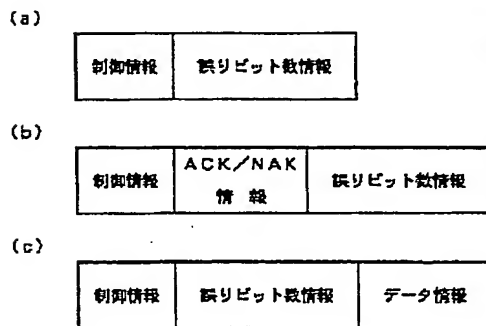 (a)
制御情報 誤りビット数情報
(b)
制御情報 ACK/NAK 情報 誤りビット数情報
(c)
制御情報 誤りビット数情報 データ情報